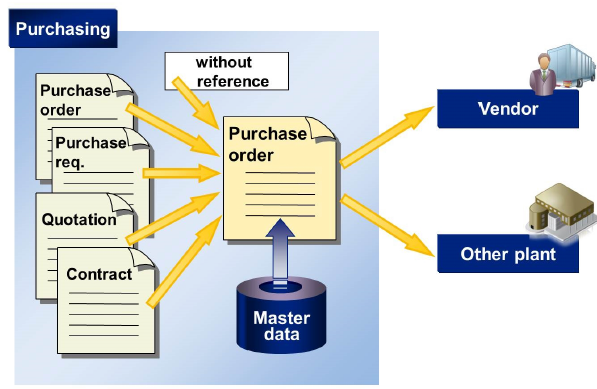 Purchasing
without
reference
Purchase
order
Purchase
req.
Quotation
Contract
Purchase
order
Master
data
Vendor
Other plant